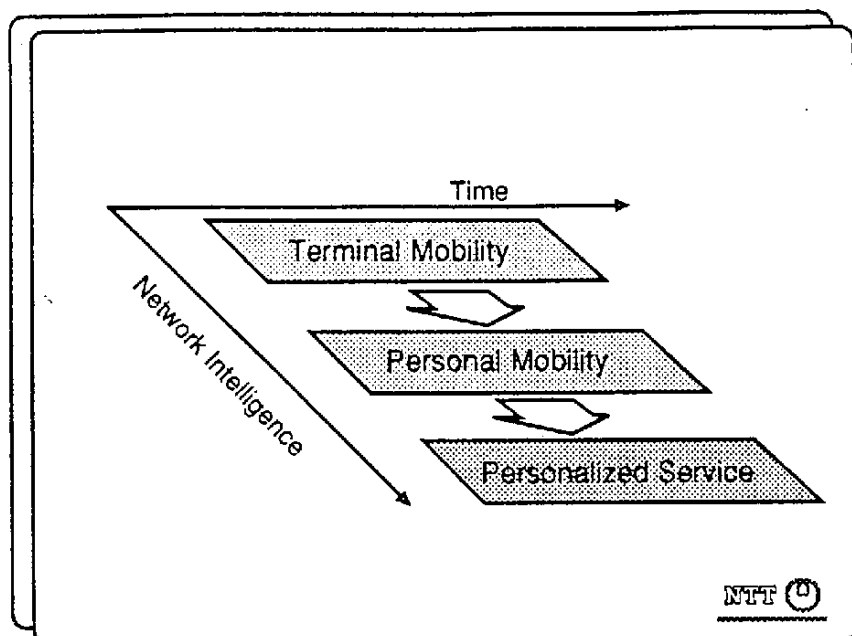 Time
Terminal Mobility
Network Intelligence
Personal Mobility
Personalized Service
NTT